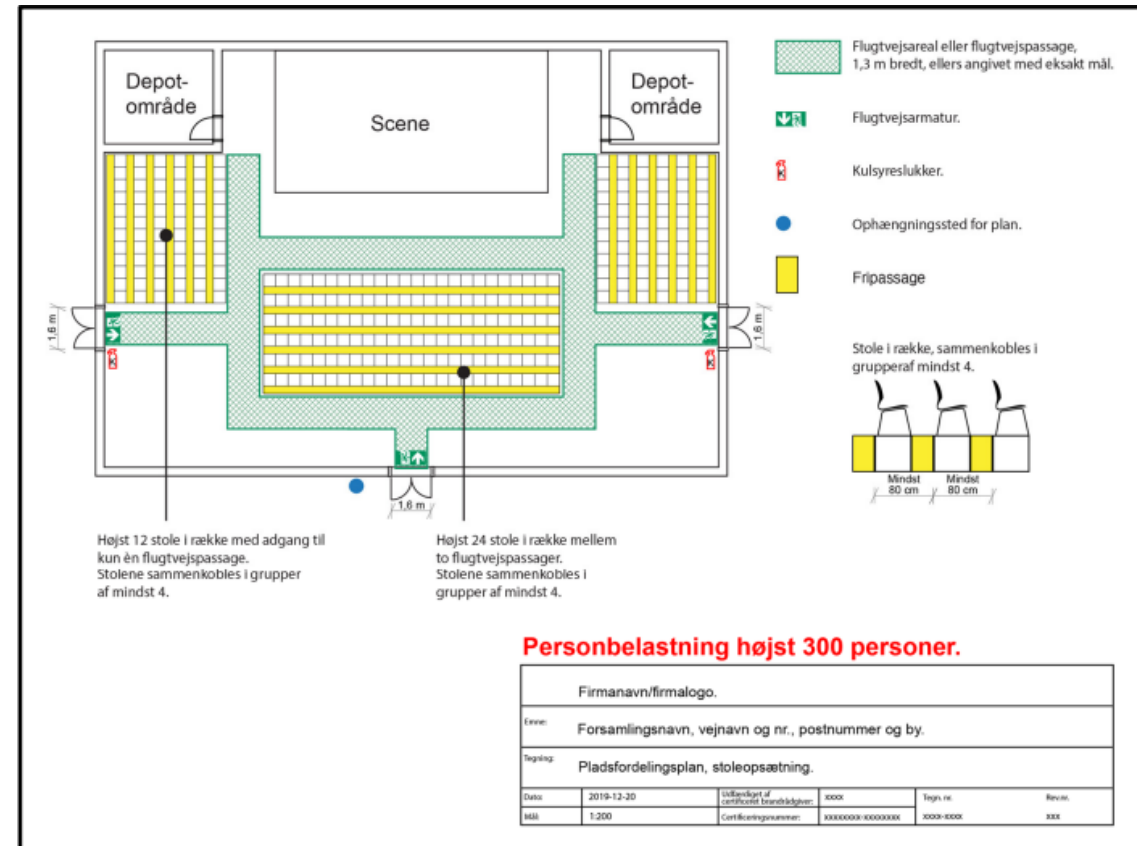 Depot-
område
Scene
Depot-
område
1,6 m
1,6 m
K
K
1,6 m
Højst 12 stole i række med adgang til
kun èn flugtvejspassage.
Stolene sammenkobles i grupper
af mindst 4.
Højst 24 stole i række mellem
to flugtvejspassager.
Stolene sammenkobles i
grupper af mindst 4.
Flugtvejsareal eller flugtvejspassage,
1,3 m bredt, ellers angivet med eksakt mål.
Flugtvejsarmatur.
K
Kulsyreslukker.
Ophængningssted for plan.
Fripassage
Stole i række, sammenkobles i
grupperaf mindst 4.
Mindst
80 cm
Mindst
80 cm
Personbelastning højst 300 personer.
Firmanavn/firmalogo.
Emne:
Forsamlingsnavn, vejnavn og nr., postnummer og by.
Tegning:
Pladsfordelingsplan, stoleopsætning.
Dato: 2019-12-20 Udfærdiget af certificeret brandrådgiver: xxxx Tegn. nr. Rev.nr.
Mål: 1:200 Certificeringsnummer: xxxxxxxx-xxxxxxxx xxxx-xxxx xxx